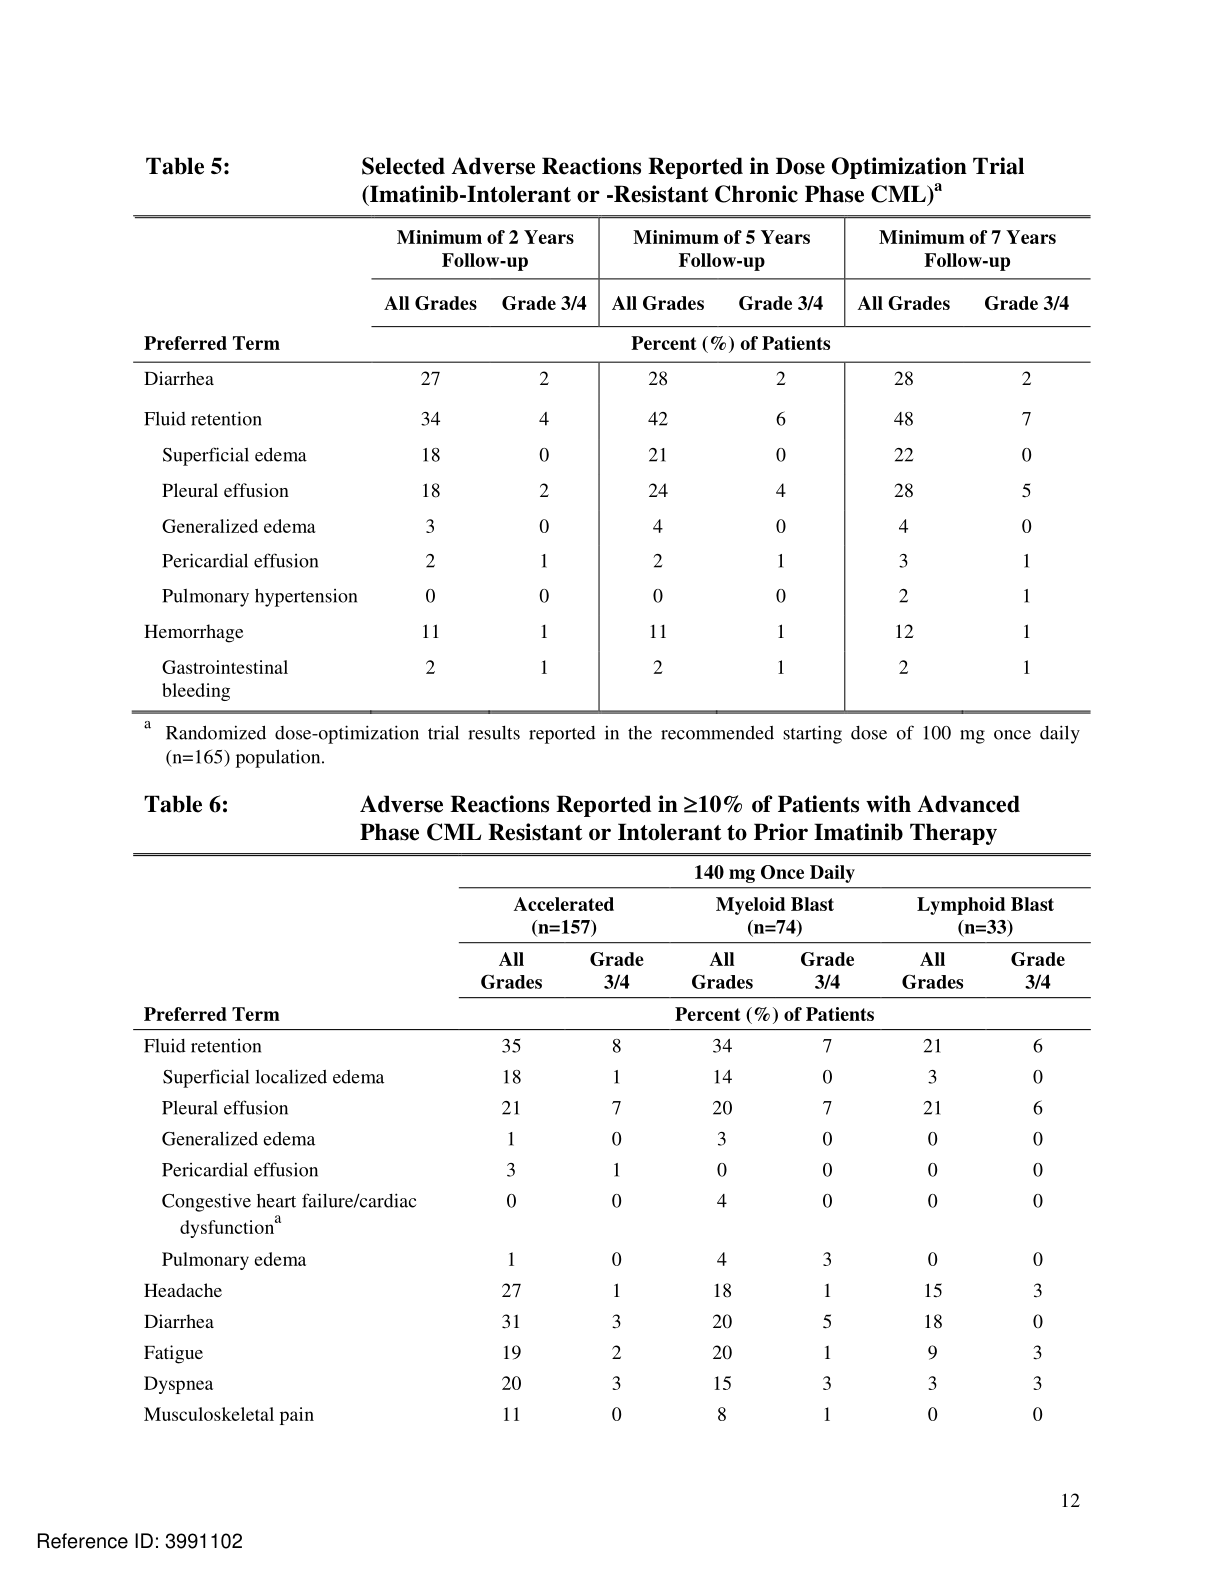 Table 5: Selected Adverse Reactions Reported in Dose Optimization Trial
(Imatinib-Intolerant or -Resistant Chronic Phase CML)a
Minimum of 2 Years Minimum of 5 Years Minimum of 7 Years
Follow-up Follow-up Follow-up
All Grades Grade 3/4 All Grades Grade 3/4 All Grades Grade 3/4
Preferred Term Percent (%) of Patients
Diarrhea 27 2 28 2 28 2
Fluid retention 34 4 42 6 48 7
Superficial edema 18 0 21 0 22 0
Pleural effusion 18 2 24 4 28 5
Generalized edema 3 0 4 0 4 0
Pericardial effusion 2 1 2 1 3 1
Pulmonary hypertension 0 0 0 0 2 1
Hemorrhage 11 1 11 1 12 1
Gastrointestinal 2 1 2 1 2 1
bleeding
a Randomized dose-optimization trial results reported in the recommended starting dose of 100 mg once daily
(n=165) population.
Table 6: Adverse Reactions Reported in ≥10% of Patients with Advanced
Phase CML Resistant or Intolerant to Prior Imatinib Therapy
140 mg Once Daily
Accelerated Myeloid Blast Lymphoid Blast
(n=157) (n=74) (n=33)
All Grade All Grade All Grade
Grades 3/4 Grades 3/4 Grades 3/4
Preferred Term Percent (%) of Patients
Fluid retention 35 8 34 7 21 6
Superficial localized edema 18 1 14 0 3 0
Pleural effusion 21 7 20 7 21 6
Generalized edema 1 0 3 0 0 0
Pericardial effusion 3 1 0 0 0 0
Congestive heart failure/cardiac 0 0 4 0 0 0
dysfunctiona
Pulmonary edema 1 0 4 3 0 0
Headache 27 1 18 1 15 3
Diarrhea 31 3 20 5 18 0
Fatigue 19 2 20 1 9 3
Dyspnea 20 3 15 3 3 3
Musculoskeletal pain 11 0 8 1 0 0
12
Reference ID: 3991102